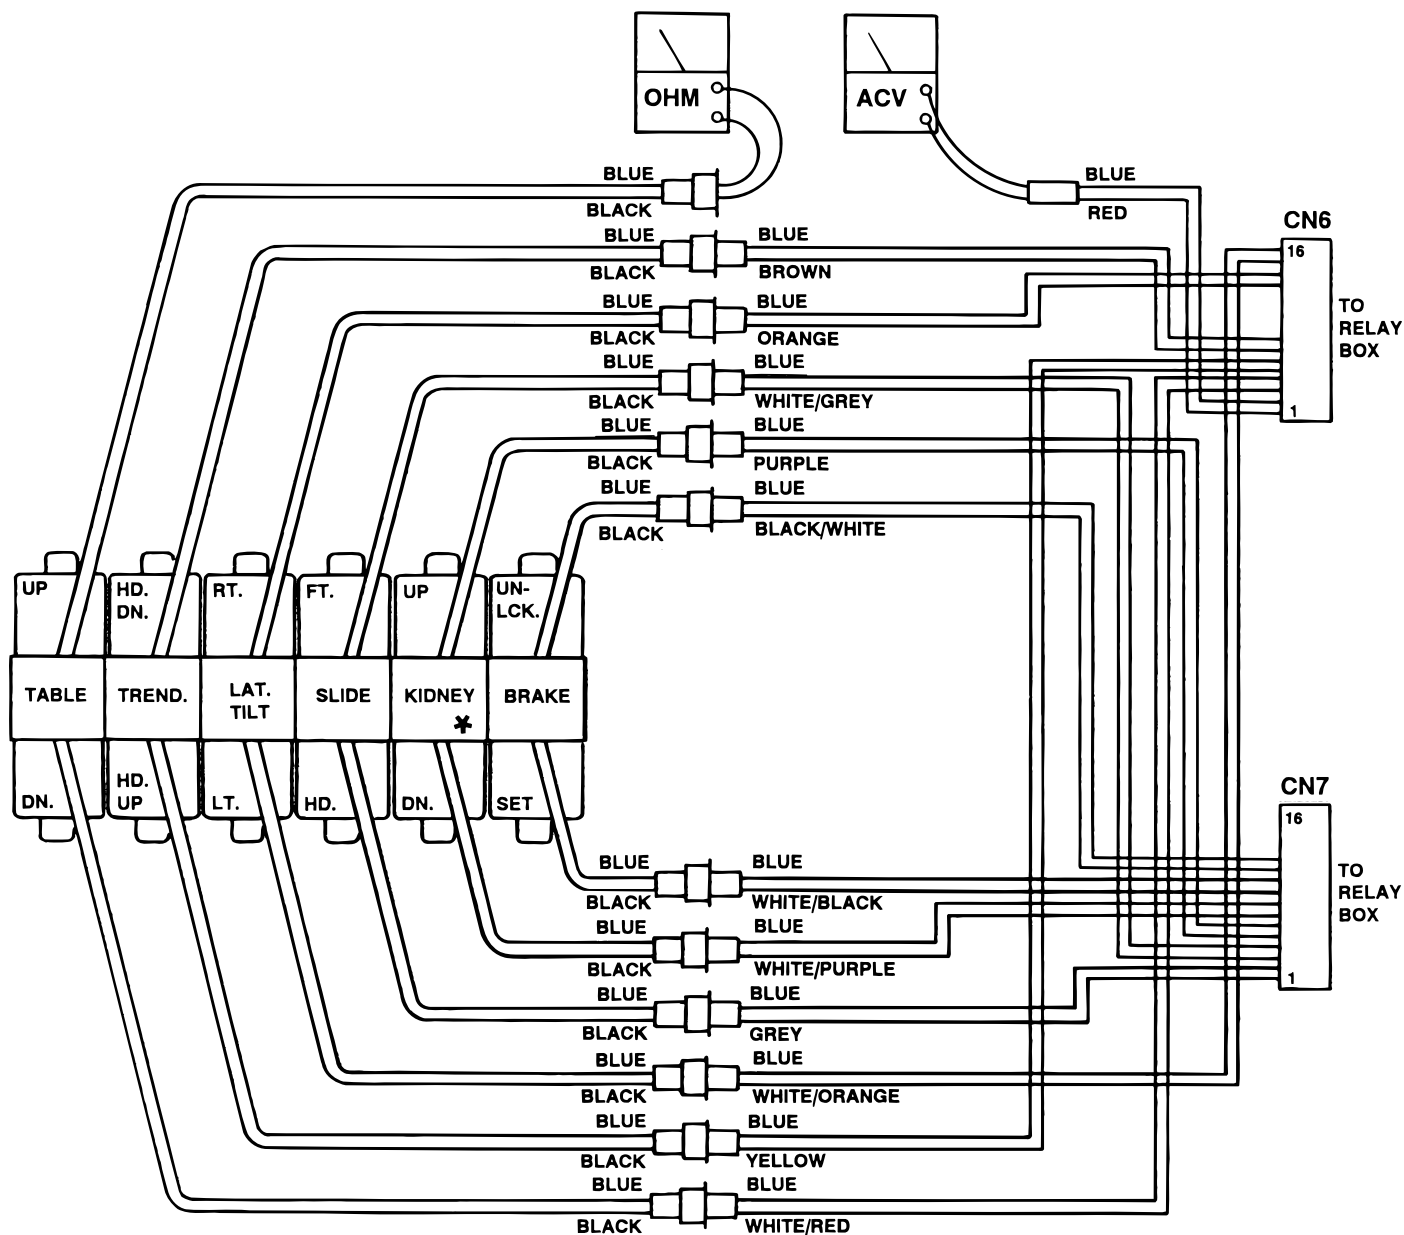 OHM
ACV
BLUE
BLACK
BLUE
RED
CN6
16
1
TO
RELAY
BOX
BLUE
BLACK
BLUE
BROWN
BLUE
BLACK
BLUE
ORANGE
BLUE
BLACK
BLUE
WHITE/GREY
BLUE
BLACK
BLUE
PURPLE
BLUE
BLACK
BLUE
BLACK/WHITE
UP
HD.
DN.
RT.
FT.
UP
UN-
LCK.
TABLE
TREND.
LAT.
TILT
SLIDE
KIDNEY
*
BRAKE
DN.
HD.
UP
LT.
HD.
DN.
SET
CN7
16
1
TO
RELAY
BOX
BLUE
BLACK
BLUE
WHITE/BLACK
BLUE
BLACK
BLUE
WHITE/PURPLE
BLUE
BLACK
BLUE
GREY
BLUE
BLACK
BLUE
WHITE/ORANGE
BLUE
BLACK
BLUE
YELLOW
BLUE
BLACK
BLUE
WHITE/RED